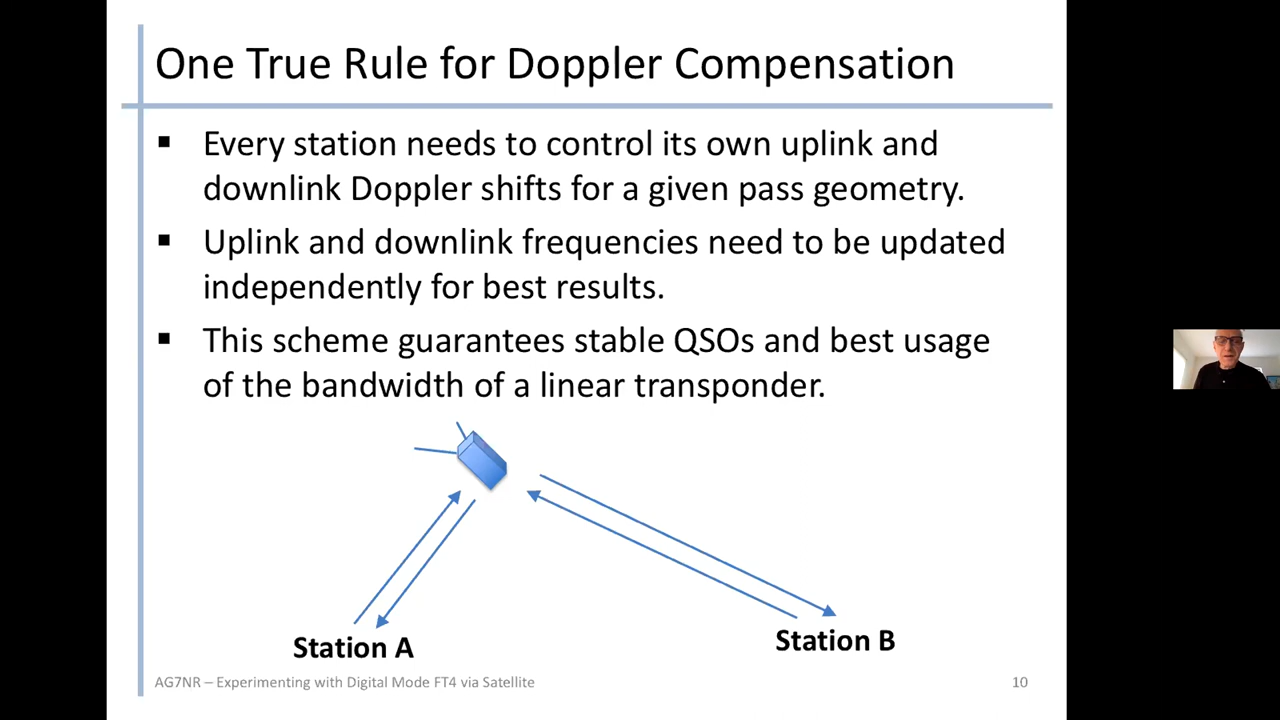 One True Rule for Doppler Compensation
▪ Every station needs to control its own uplink and
downlink Doppler shifts for a given pass geometry.
▪ Uplink and downlink frequencies need to be updated
independently for best results.
▪ This scheme guarantees stable QSOs and best usage
of the bandwidth of a linear transponder.
Station A
Station B
AG7NR – Experimenting with Digital Mode FT4 via Satellite
10